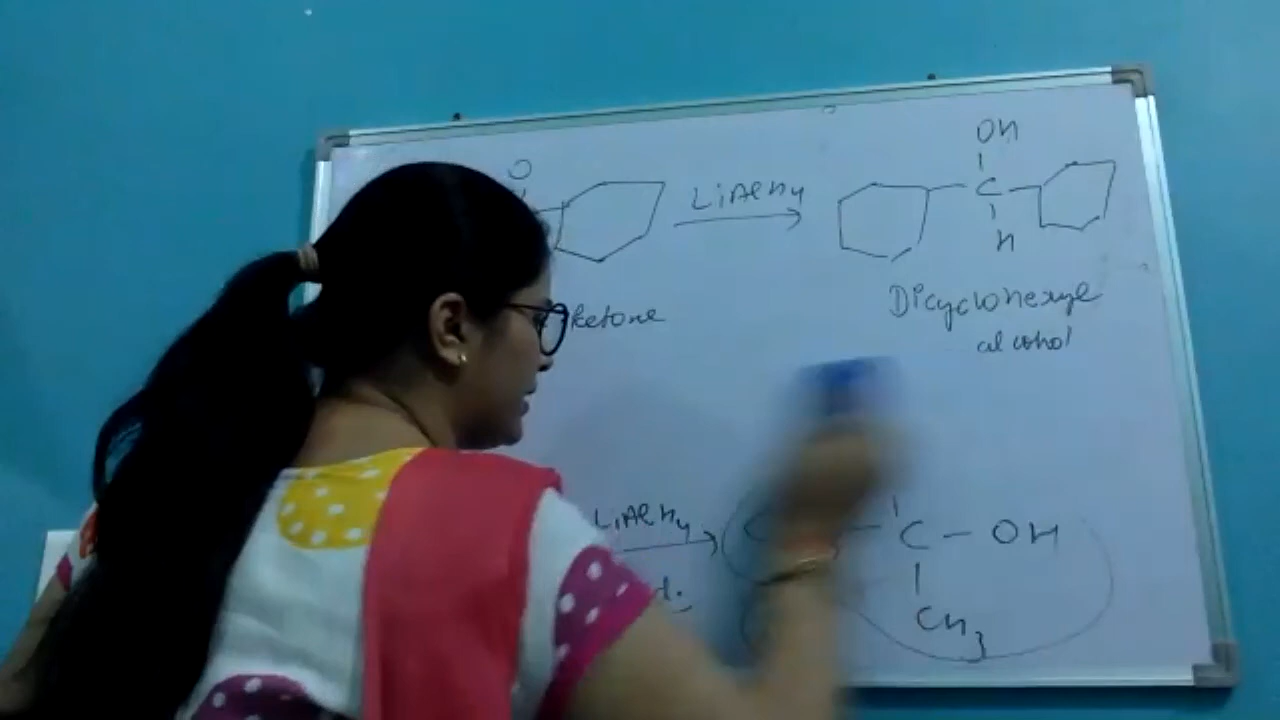 O
LiAlH4
OH
C
H
ketone
Dicyclohexyl
alcohol
LiAlH4
C – OH
CH3